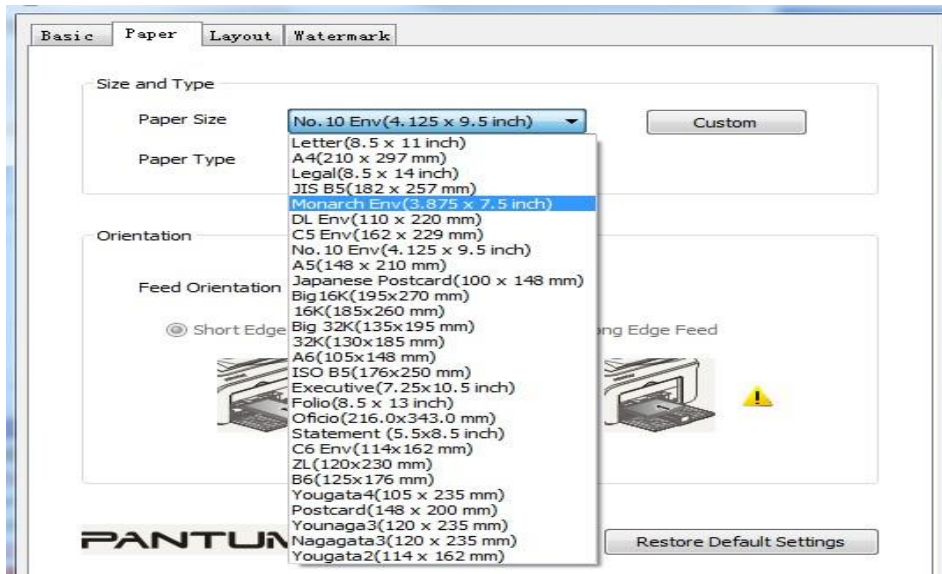 Basic Paper Layout Watermark
Size and Type
Paper Size No. 10 Env(4.125 x 9.5 inch) Custom
Letter(8.5 x 11 inch)
Paper Type A4(210 x 297 mm)
Legal(8.5 x 14 inch)
JIS B5(182 x 257 mm)
Monarch Env(3.875 x 7.5 inch)
DL Env(110 x 220 mm)
Orientation C5 Env(162 x 229 mm)
No. 10 Env(4.125 x 9.5 inch)
A5(148 x 210 mm)
Feed Orientation Japanese Postcard(100 x 148 mm)
Big16K(195x270 mm)
16K(185x260 mm)
Short Edge Big 32K(135x195 mm) ong Edge Feed
32K(130x185 mm)
A6(105x148 mm)
ISO B5(176x250 mm)
Executive(7.25x10.5 inch)
Folio(8.5 x 13 inch)
Oficio(216.0x343.0 mm)
Statement (5.5x8.5 inch)
C6 Env(114x162 mm)
ZL(120x230 mm)
B6(125x176 mm)
Yougata4(105 x 235 mm)
Postcard(148 x 200 mm)
Younaga3(120 x 235 mm)
PANTUM Nagagata3(120 x 235 mm) Restore Default Settings
Yougata2(114 x 162 mm)